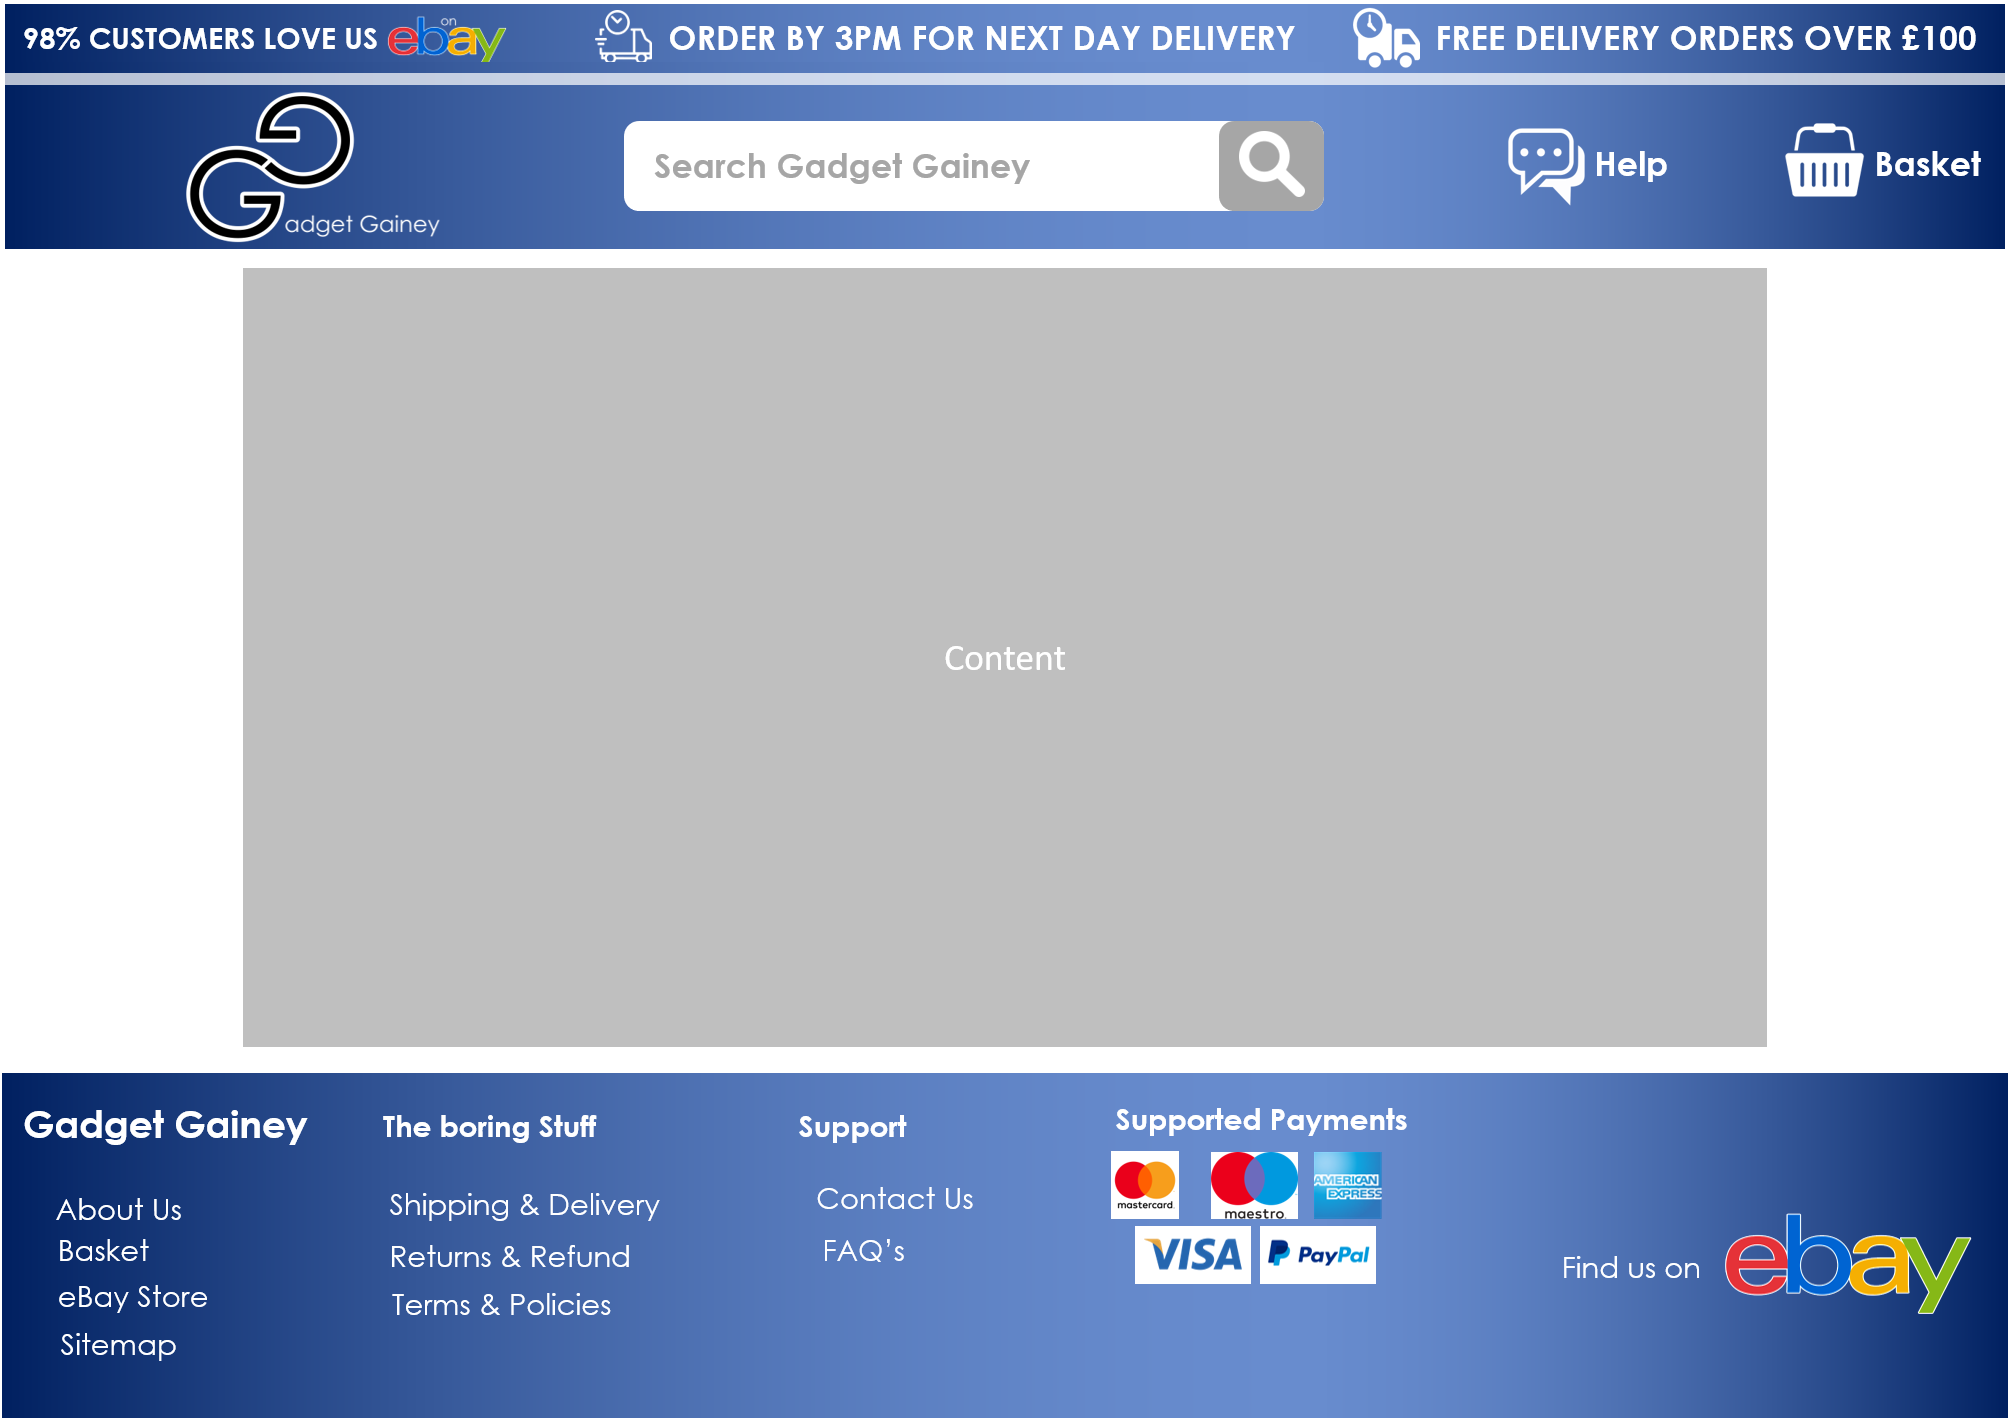 98% CUSTOMERS LOVE US on ebay
ORDER BY 3PM FOR NEXT DAY DELIVERY
FREE DELIVERY ORDERS OVER £100
GG
adget Gainey
Search Gadget Gainey
Help
Basket
Content
Gadget Gainey
About Us
Basket
eBay Store
Sitemap
The boring Stuff
Shipping & Delivery
Returns & Refund
Terms & Policies
Support
Contact Us
FAQ’s
Supported Payments
mastercard.
maestro.
AMERICAN
EXPRESS
VISA
PayPal
Find us on ebay